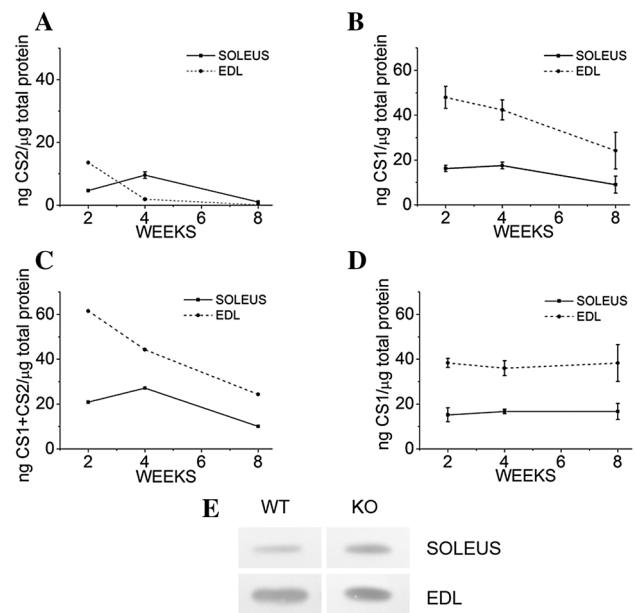 A
SOLEUS
EDL
ng CS2/μg total protein
40
20
0
2 4 6 8
WEEKS
B
SOLEUS
EDL
ng CS1/μg total protein
60
40
20
0
2 4 6 8
WEEKS
C
SOLEUS
EDL
ng CS1+CS2/μg total protein
60
40
20
0
2 4 6 8
WEEKS
D
SOLEUS
EDL
ng CS1/μg total protein
60
40
20
0
2 4 6 8
WEEKS
E
WT KO
SOLEUS
EDL